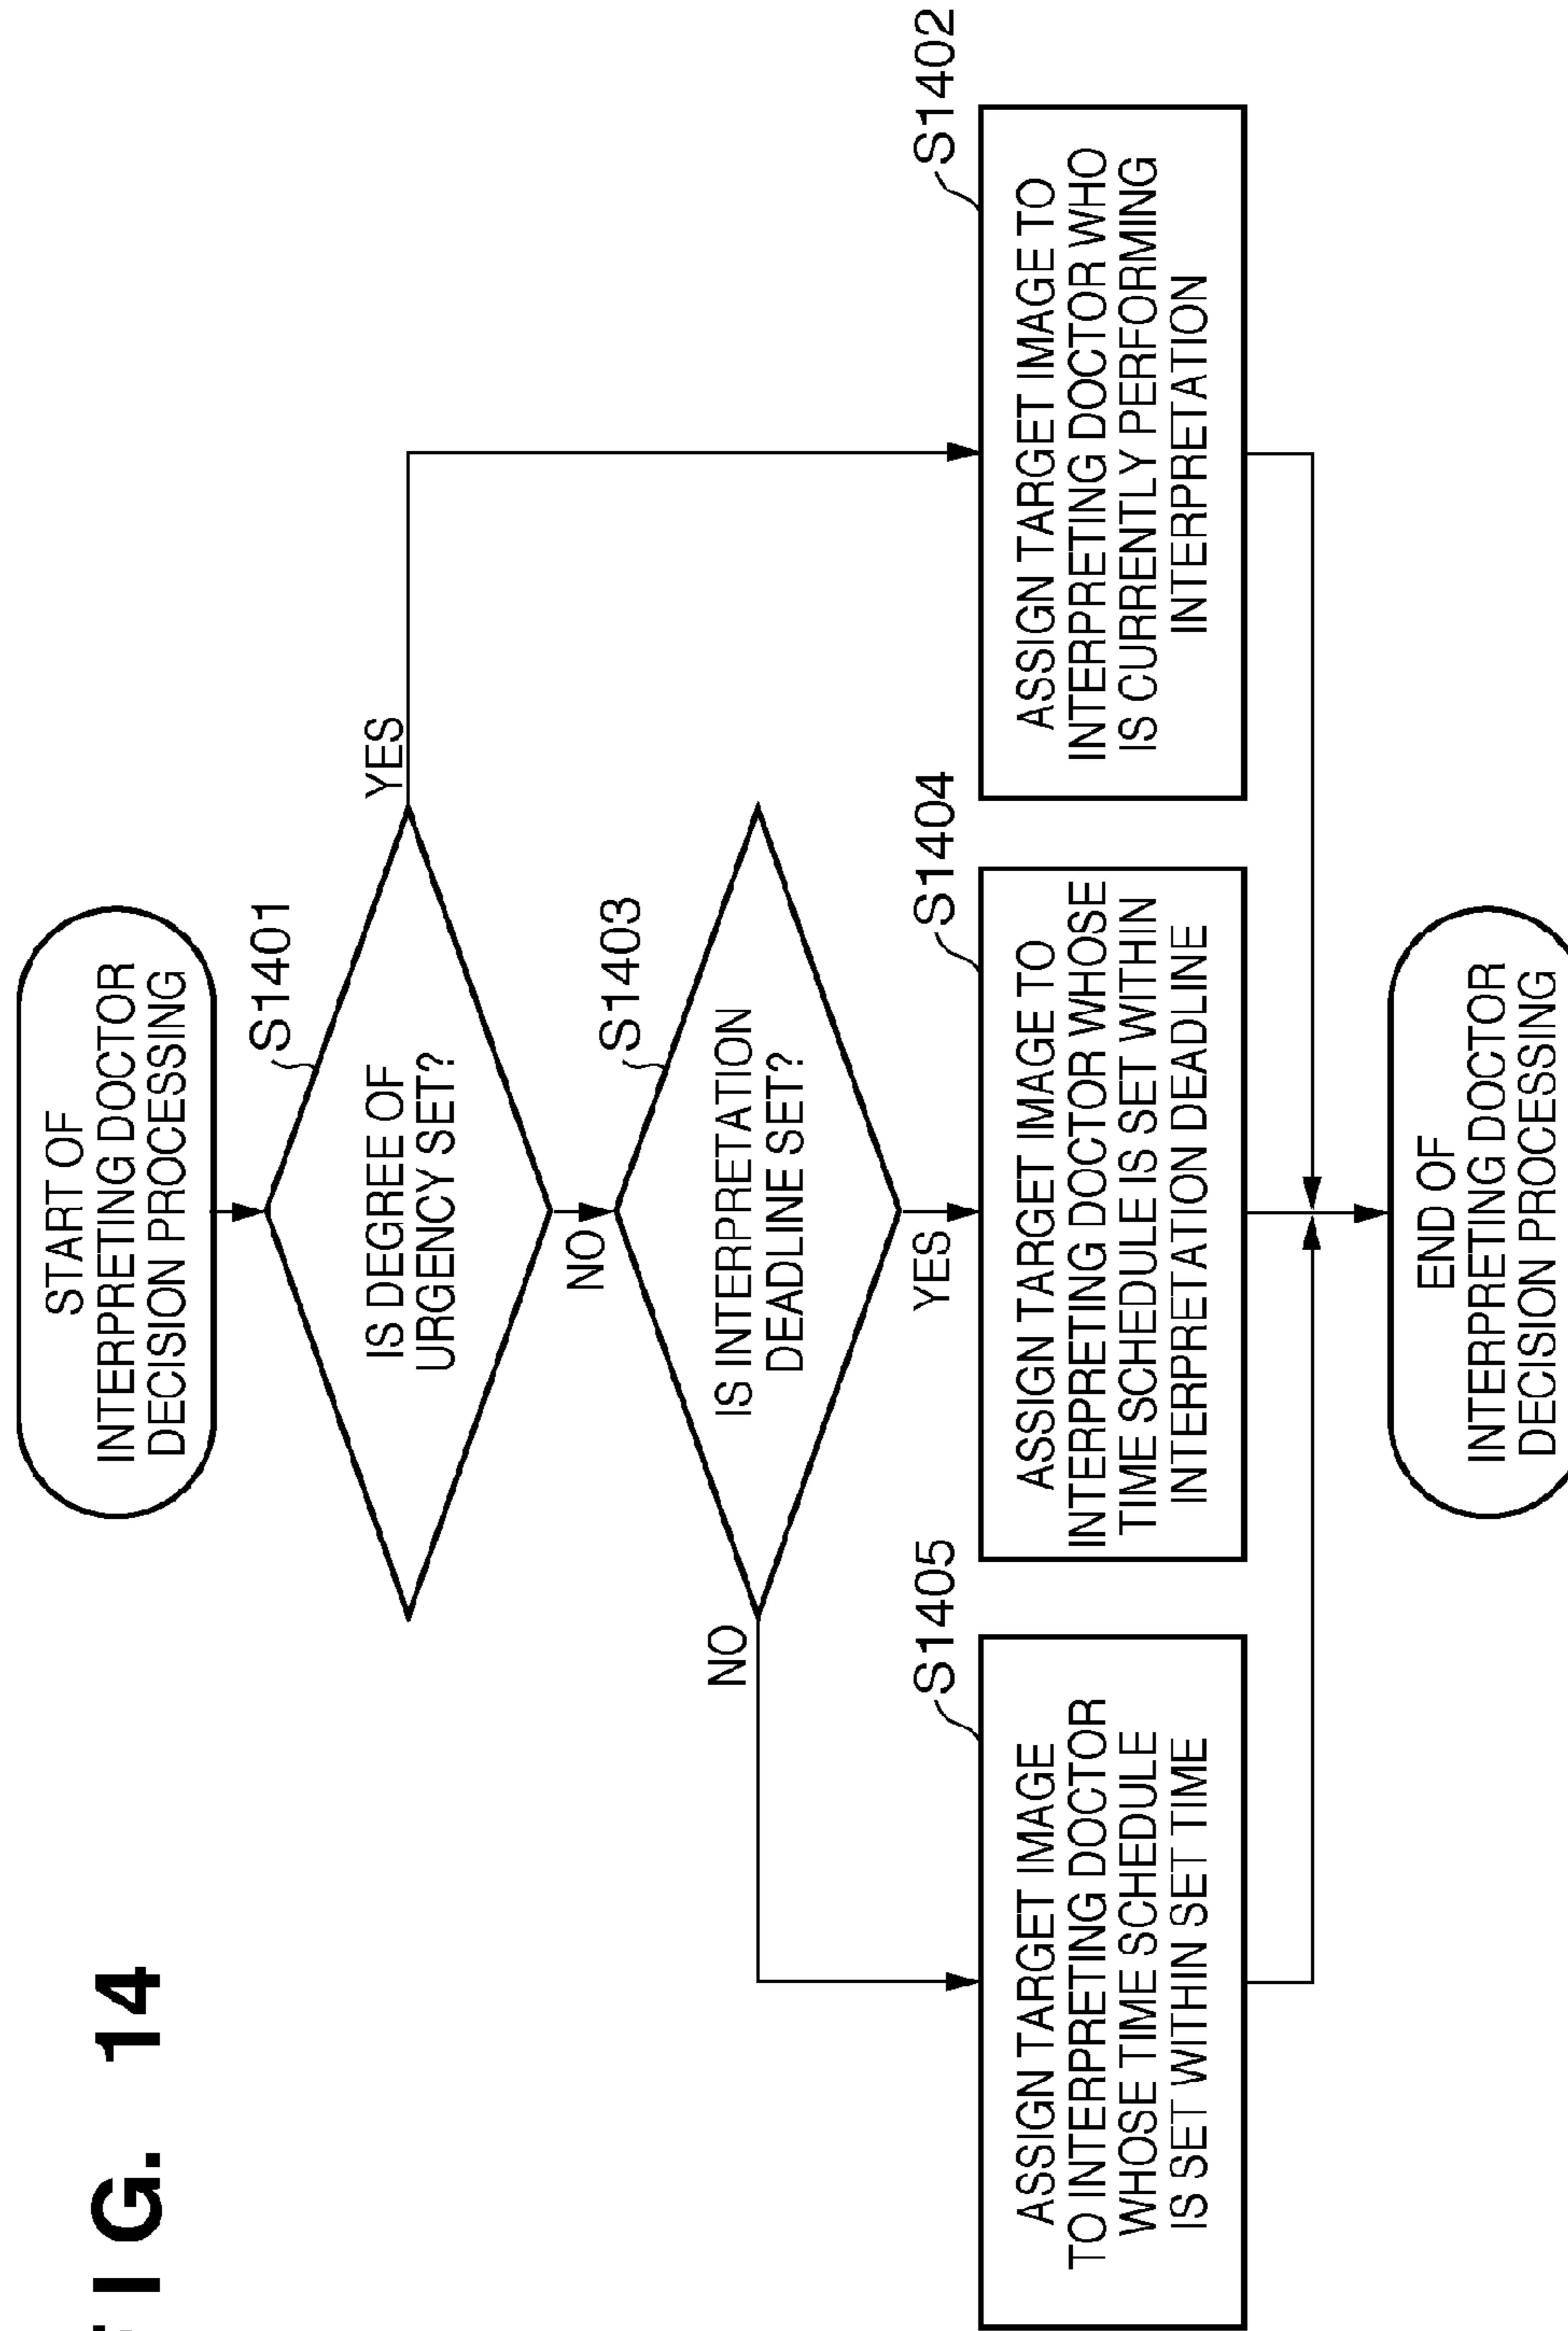 FIG. 14
START OF
INTERPRETING DOCTOR
DECISION PROCESSING
S1401
IS DEGREE OF
URGENCY SET?
YES
NO
S1403
IS INTERPRETATION
DEADLINE SET?
NO
YES
S1405
ASSIGN TARGET IMAGE
TO INTERPRETING DOCTOR
WHOSE TIME SCHEDULE
IS SET WITHIN SET TIME
S1404
ASSIGN TARGET IMAGE TO
INTERPRETING DOCTOR WHOSE
TIME SCHEDULE IS SET WITHIN
INTERPRETATION DEADLINE
S1402
ASSIGN TARGET IMAGE TO
INTERPRETING DOCTOR WHO
IS CURRENTLY PERFORMING
INTERPRETATION
END OF
INTERPRETING DOCTOR
DECISION PROCESSING